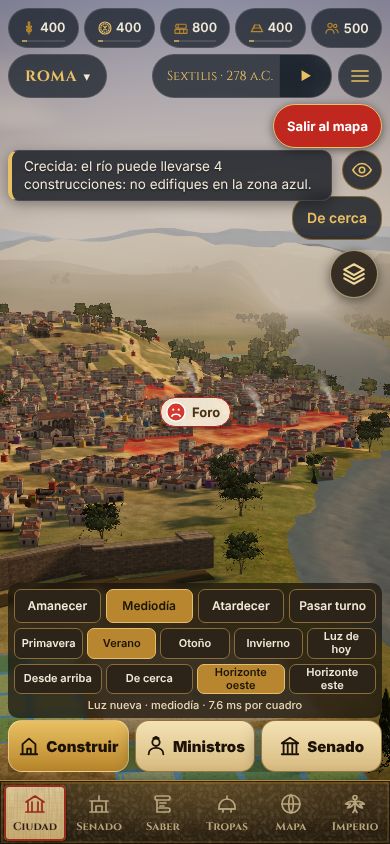 400
400
800
400
500
ROMA ▾
Sextilis · 278 a.C.
Salir al mapa
Crecida: el río puede llevarse 4
construcciones: no edifiques en la zona azul.
De cerca
Foro
Amanecer
Mediodía
Atardecer
Pasar turno
Primavera
Verano
Otoño
Invierno
Luz de
hoy
Desde arriba
De cerca
Horizonte
oeste
Horizonte
este
Luz nueva · mediodía · 7.6 ms por cuadro
Construir
Ministros
Senado
Ciudad
Senado
Saber
Tropas
Mapa
Imperio